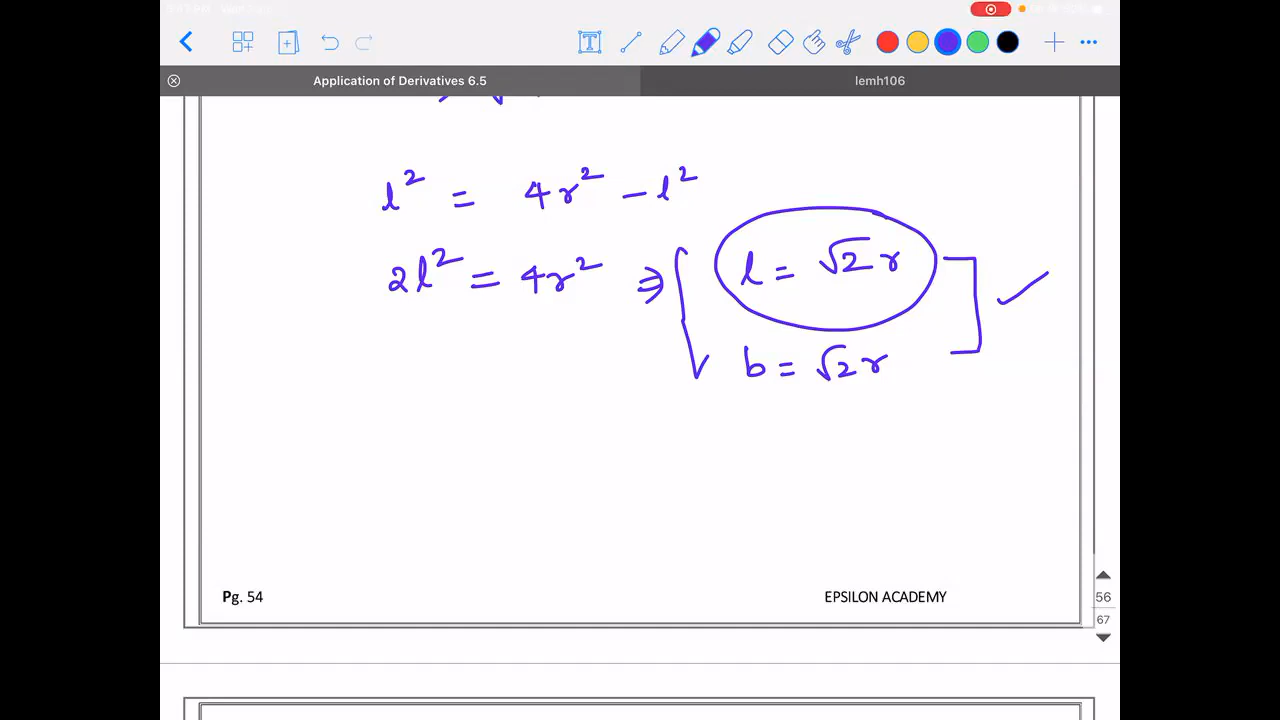 Application of Derivatives 6.5
lemh106
l² = 4r² − l²
2l² = 4r² ⇒ l = √2 r
b = √2 r
Pg. 54
EPSILON ACADEMY
56
67